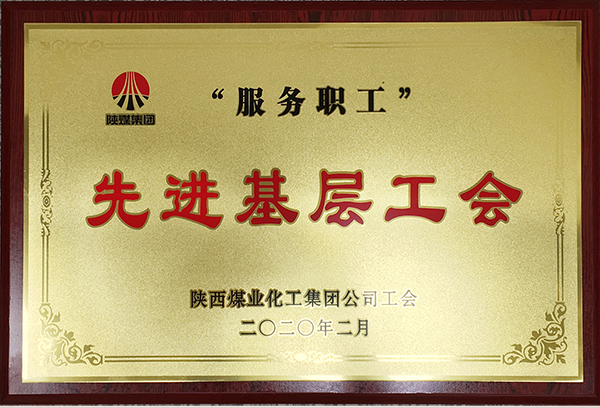 陕煤集团
“服务职工”
先进基层工会
陕西煤业化工集团公司工会
二〇二〇年二月